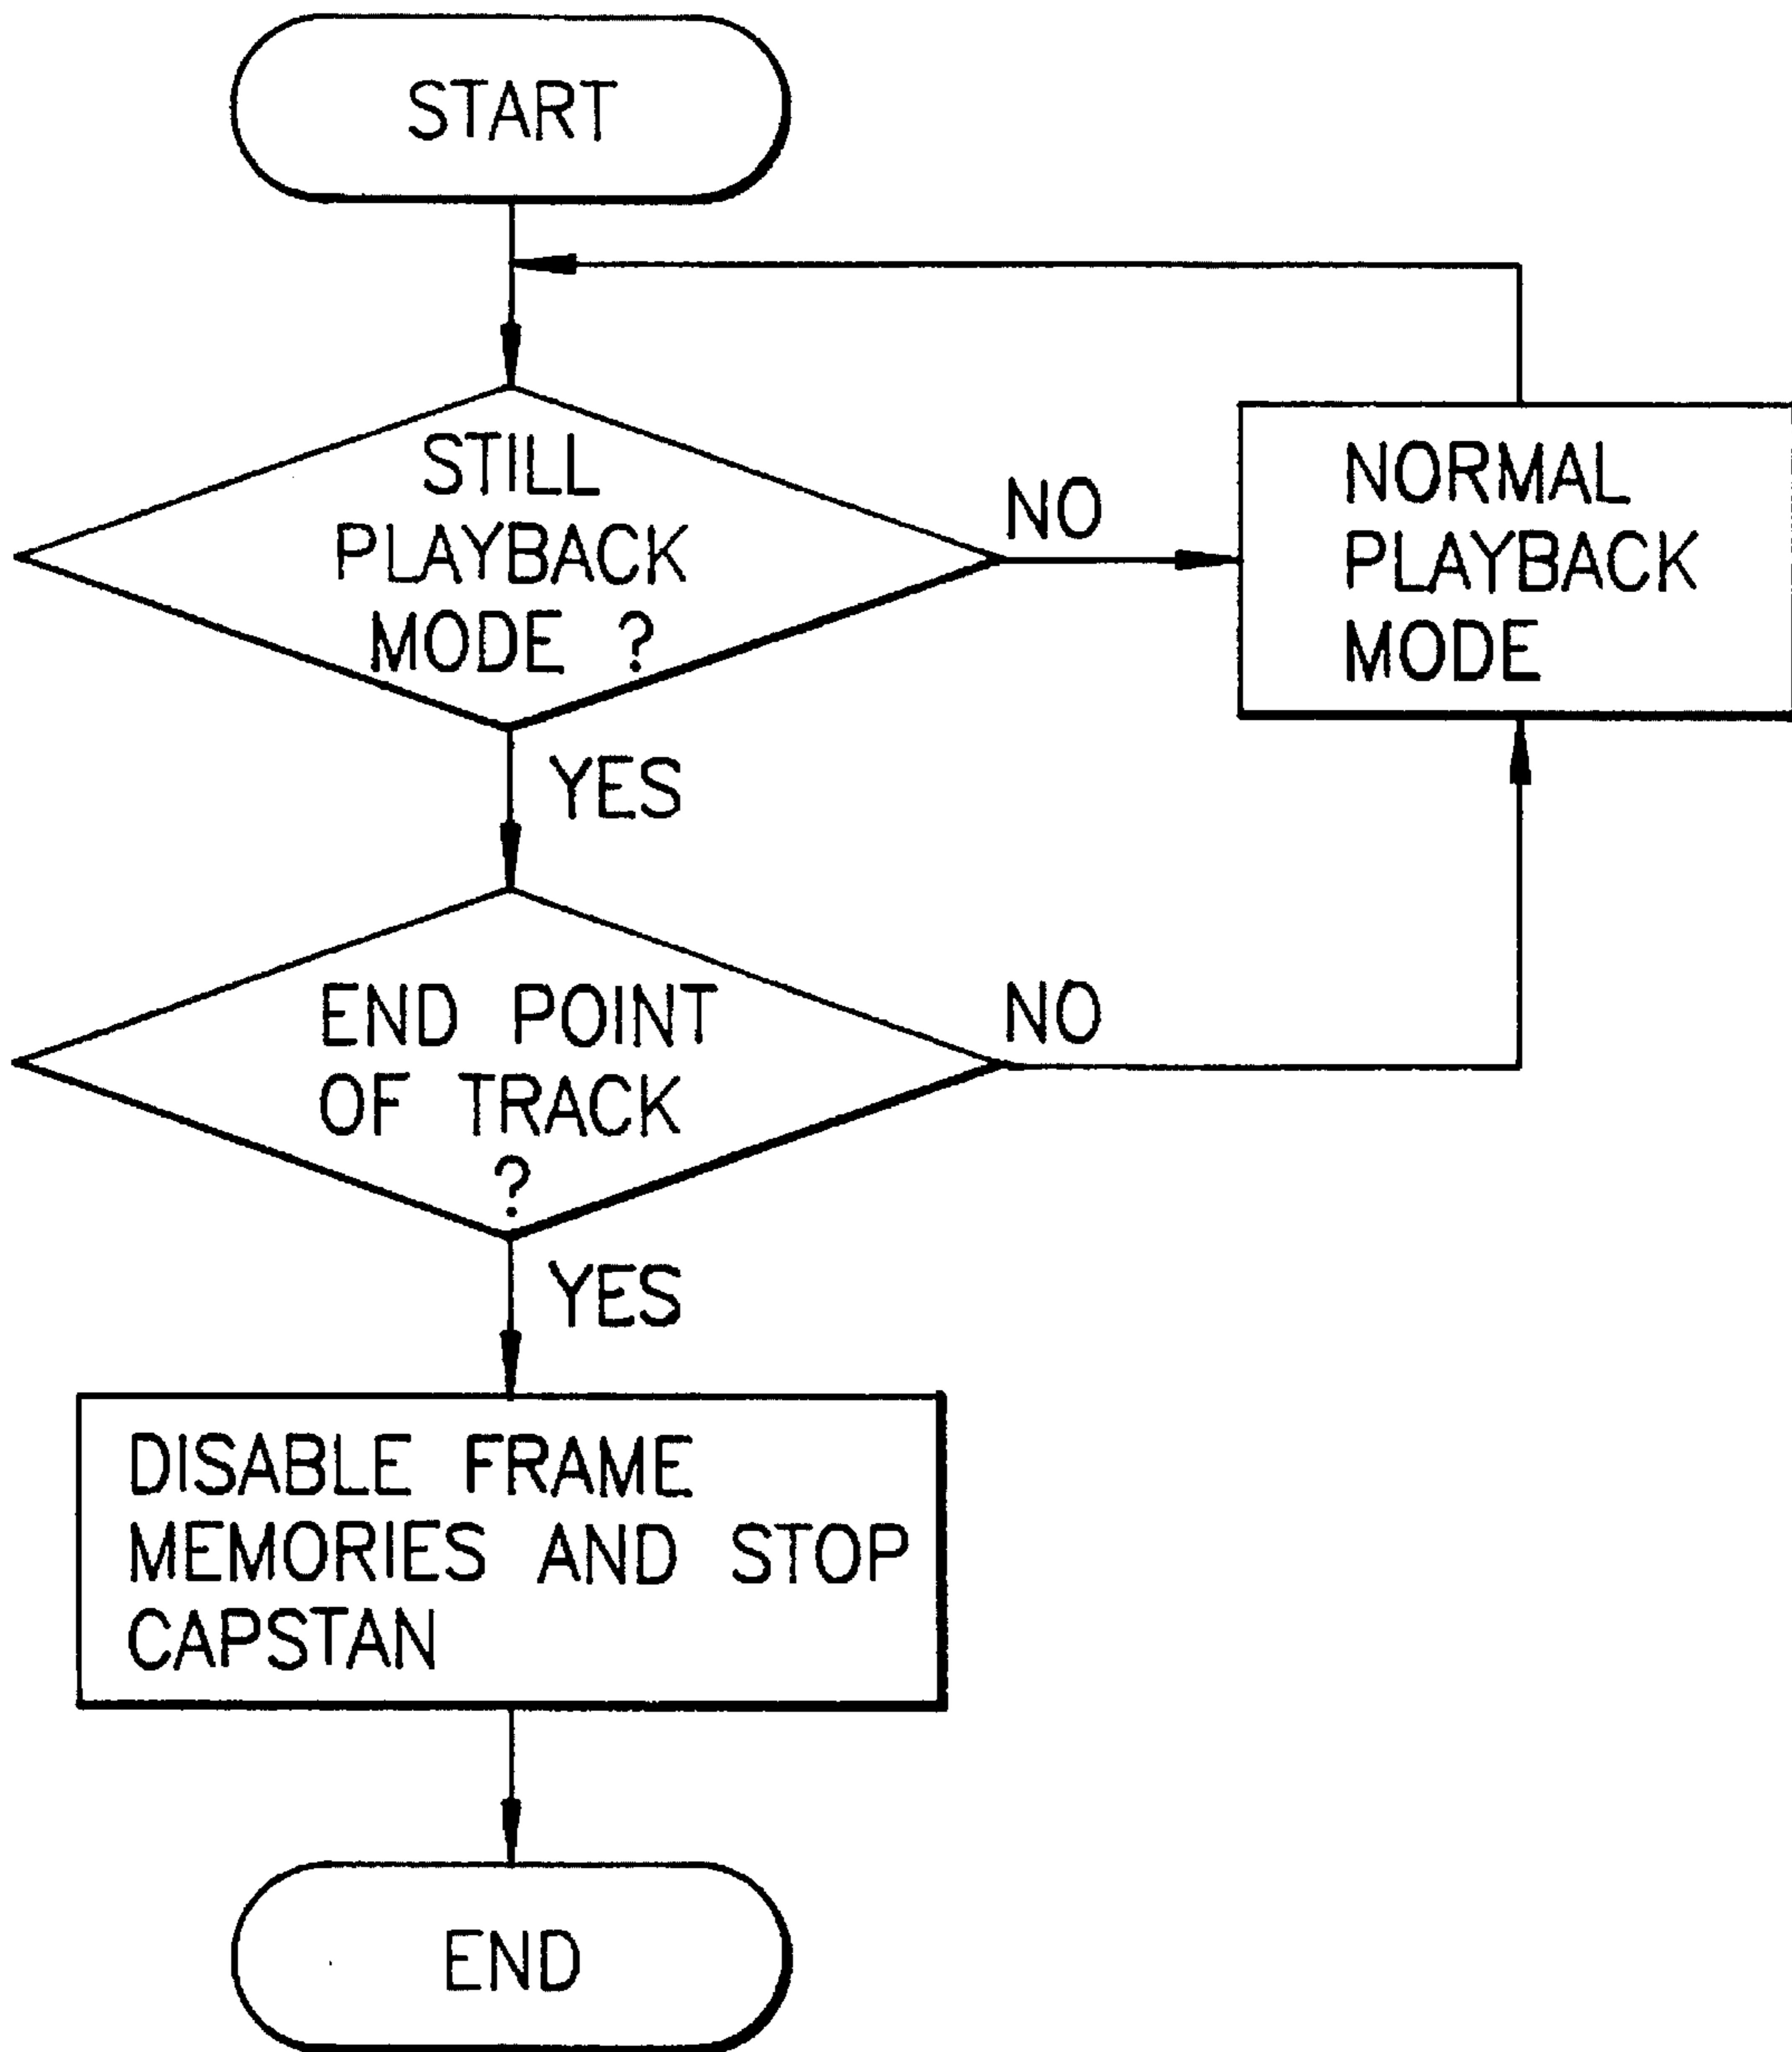 START
STILL
PLAYBACK
MODE ?
NO
NORMAL
PLAYBACK
MODE
YES
END POINT
OF TRACK
?
NO
YES
DISABLE FRAME
MEMORIES AND STOP
CAPSTAN
END